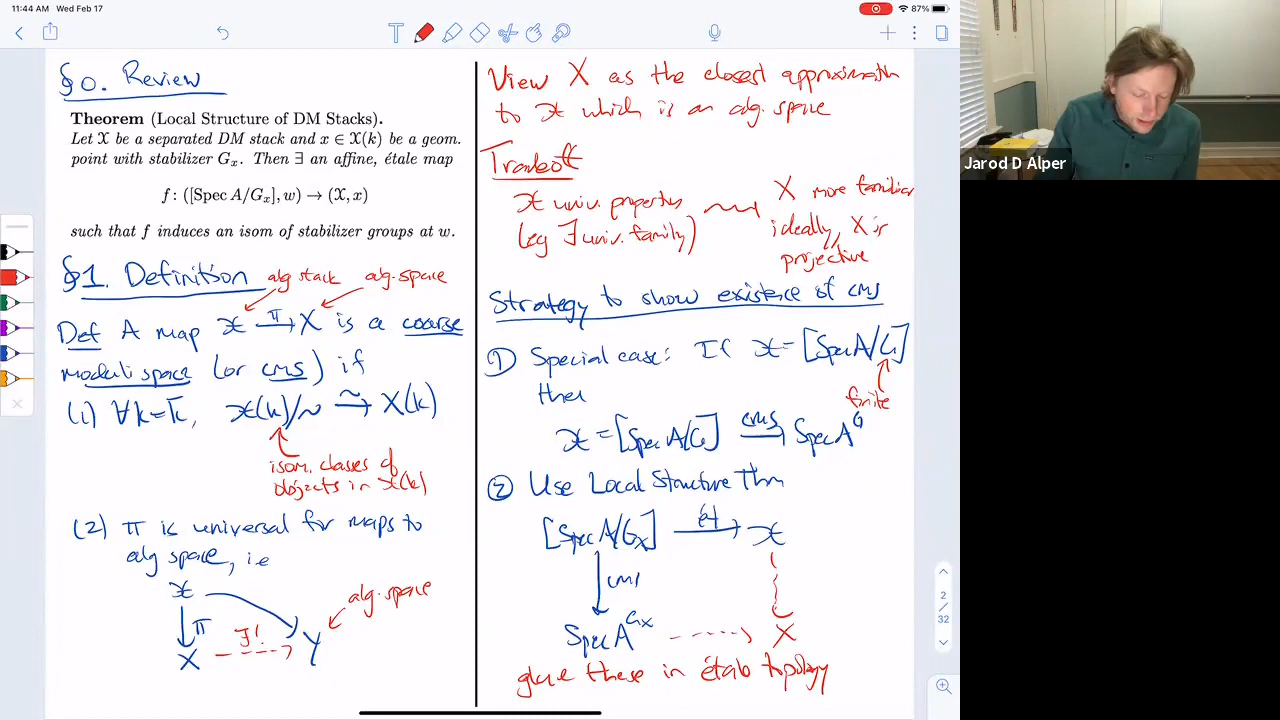 11:44 AM Wed Feb 17
87%
§0. Review
Theorem (Local Structure of DM Stacks).
Let X be a separated DM stack and x ∈ X(k) be a geom.
point with stabilizer Gₓ. Then ∃ an affine, étale map
f : ([Spec A/Gₓ], w) → (X, x)
such that f induces an isom of stabilizer groups at w.
§1. Definition
alg stack alg. space
Def A map 𝒳 →π X is a coarse
moduli space (or cms) if
(1) ∀k=k̄, 𝒳(k)/~ →~ X(k)
isom. classes of
objects in 𝒳(k)
(2) π is universal for maps to
alg space, i.e
𝒳
alg. space
π
X ∃! Y
View X as the closest approximatn
to 𝒳 which is an alg. space
Tradeoff
𝒳 univ. properties
(eg ∃ univ. family)
X more familiar
ideally, X is
projective
Strategy to show existence of cms
① Special case: If 𝒳 = [Spec A/G]
then
finite
𝒳 = [Spec A/G] →cms Spec A^G
② Use Local Structure Thm
[Spec A/Gₓ] →ét 𝒳
cms
Spec A^Gₓ X
glue these in étale topology
2
/
32
Jarod D Alper